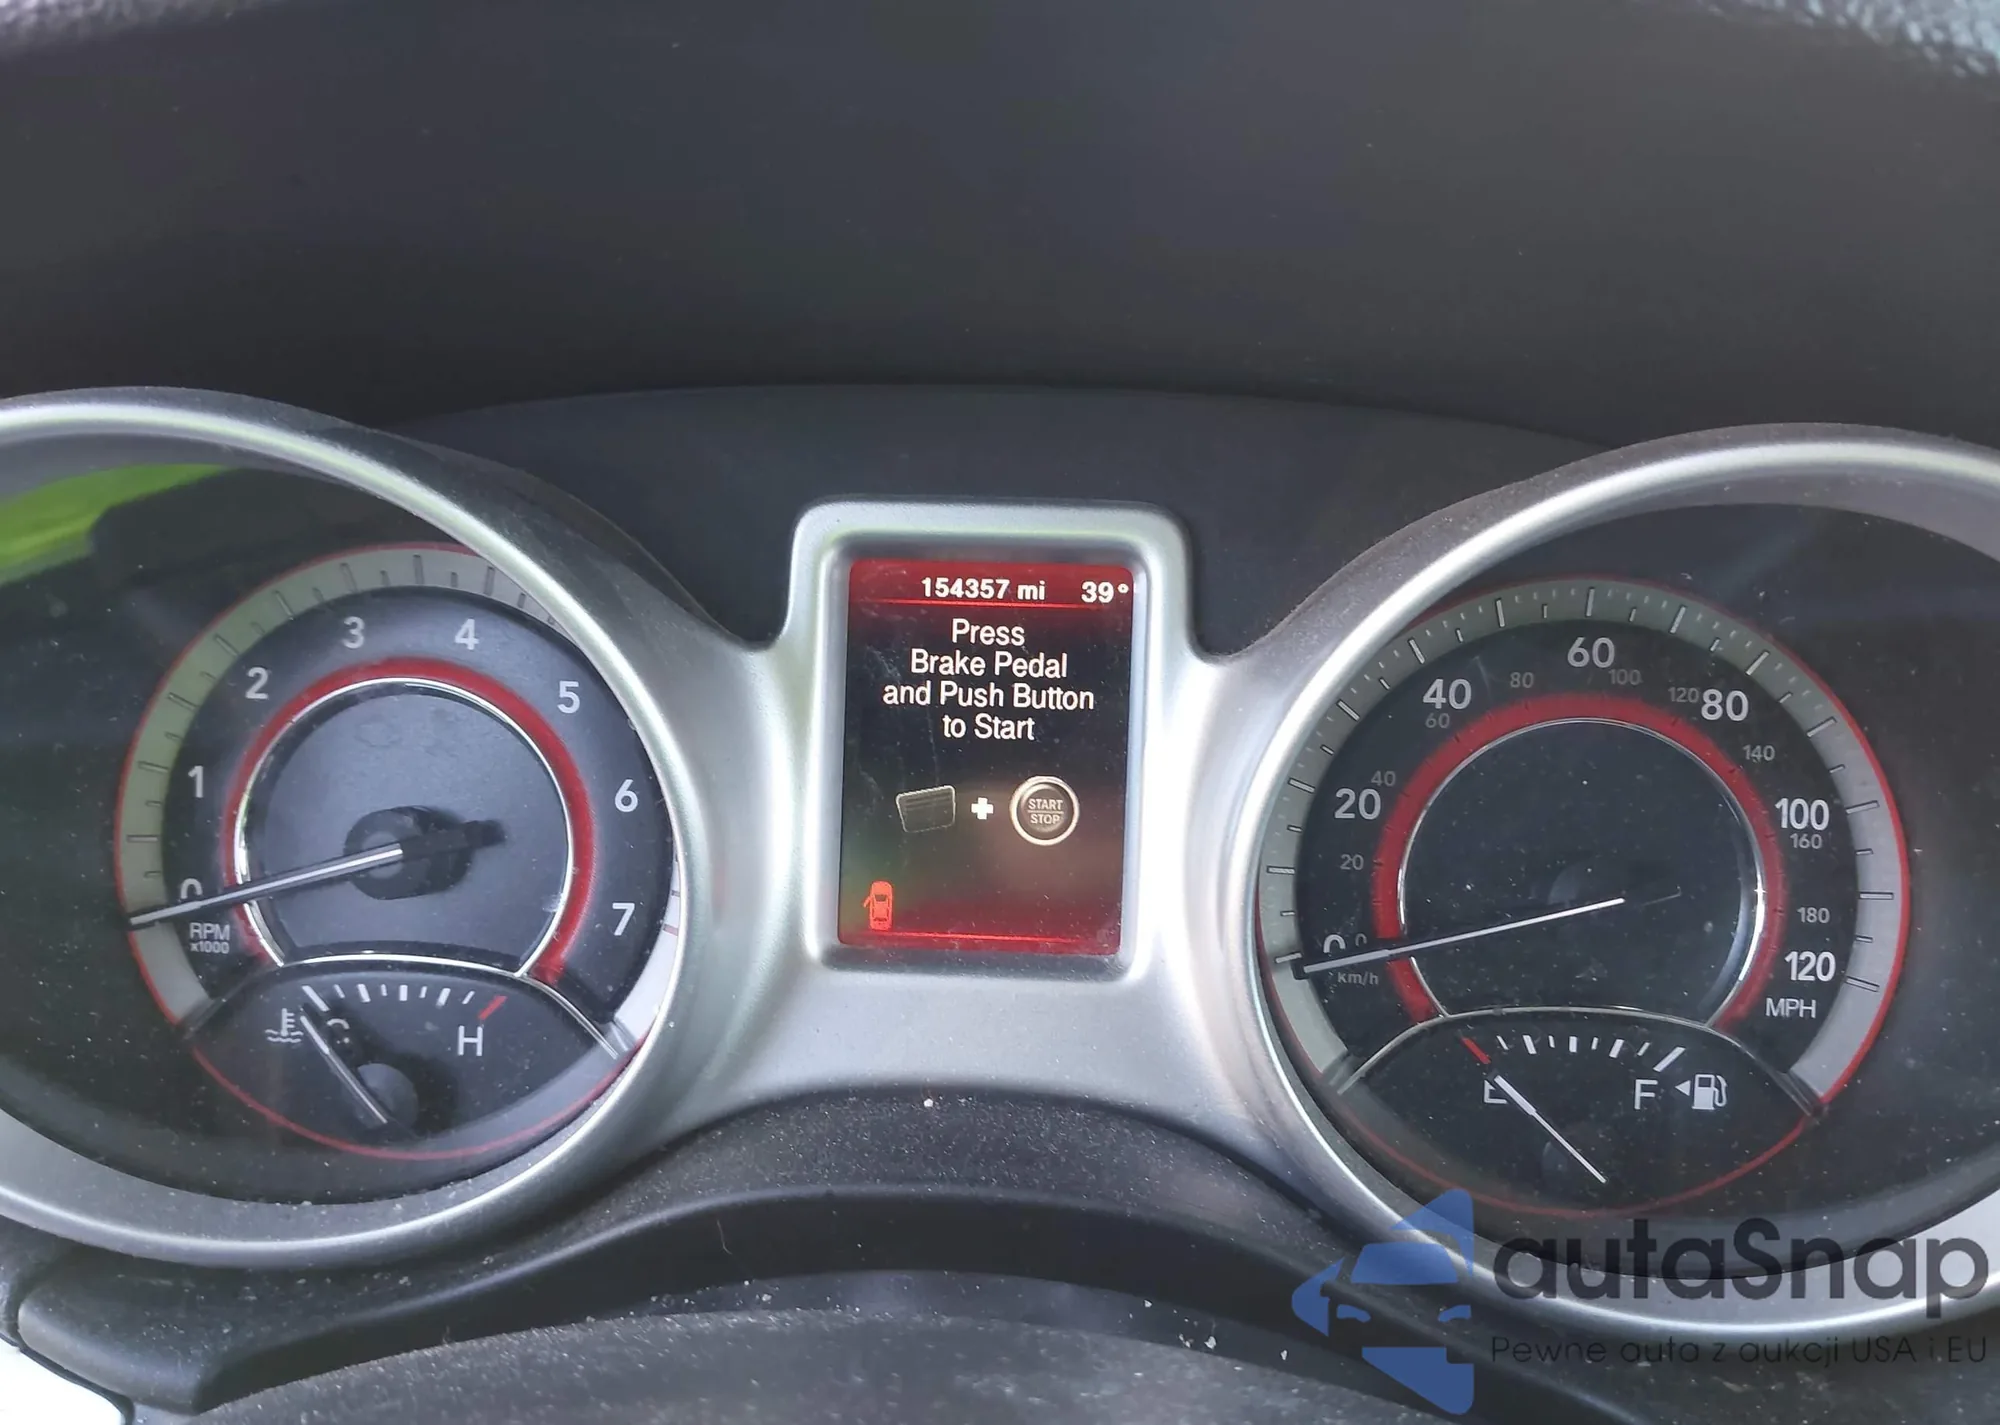 154357 mi 39°
Press
Brake Pedal
and Push Button
to Start
START
STOP
0 1 2 3 4 5 6 7
RPM
x1000
C H
0 20 40 60 80 100 120
0 20 40 60 80 100 120 140 160 180
km/h
MPH
E F
autaSnap
Pewne auta z aukcji USA i EU